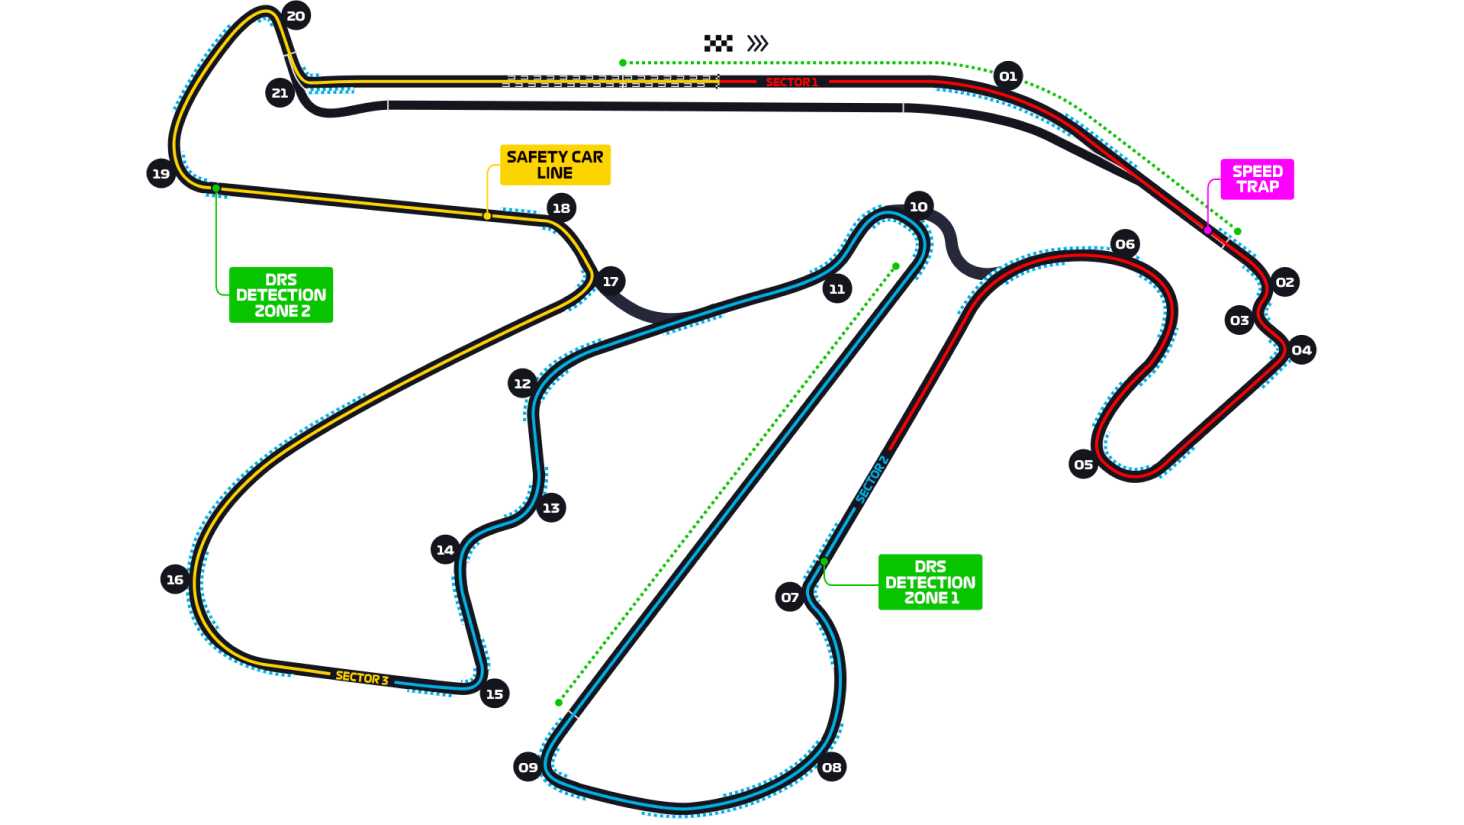 20
01
21
SECTOR 1
SAFETY CAR
LINE
SPEED
TRAP
19
18
10
06
17
11
02
03
04
DRS
DETECTION
ZONE 2
12
05
SECTOR 2
13
14
16
07
DRS
DETECTION
ZONE 1
SECTOR 3
15
09
08